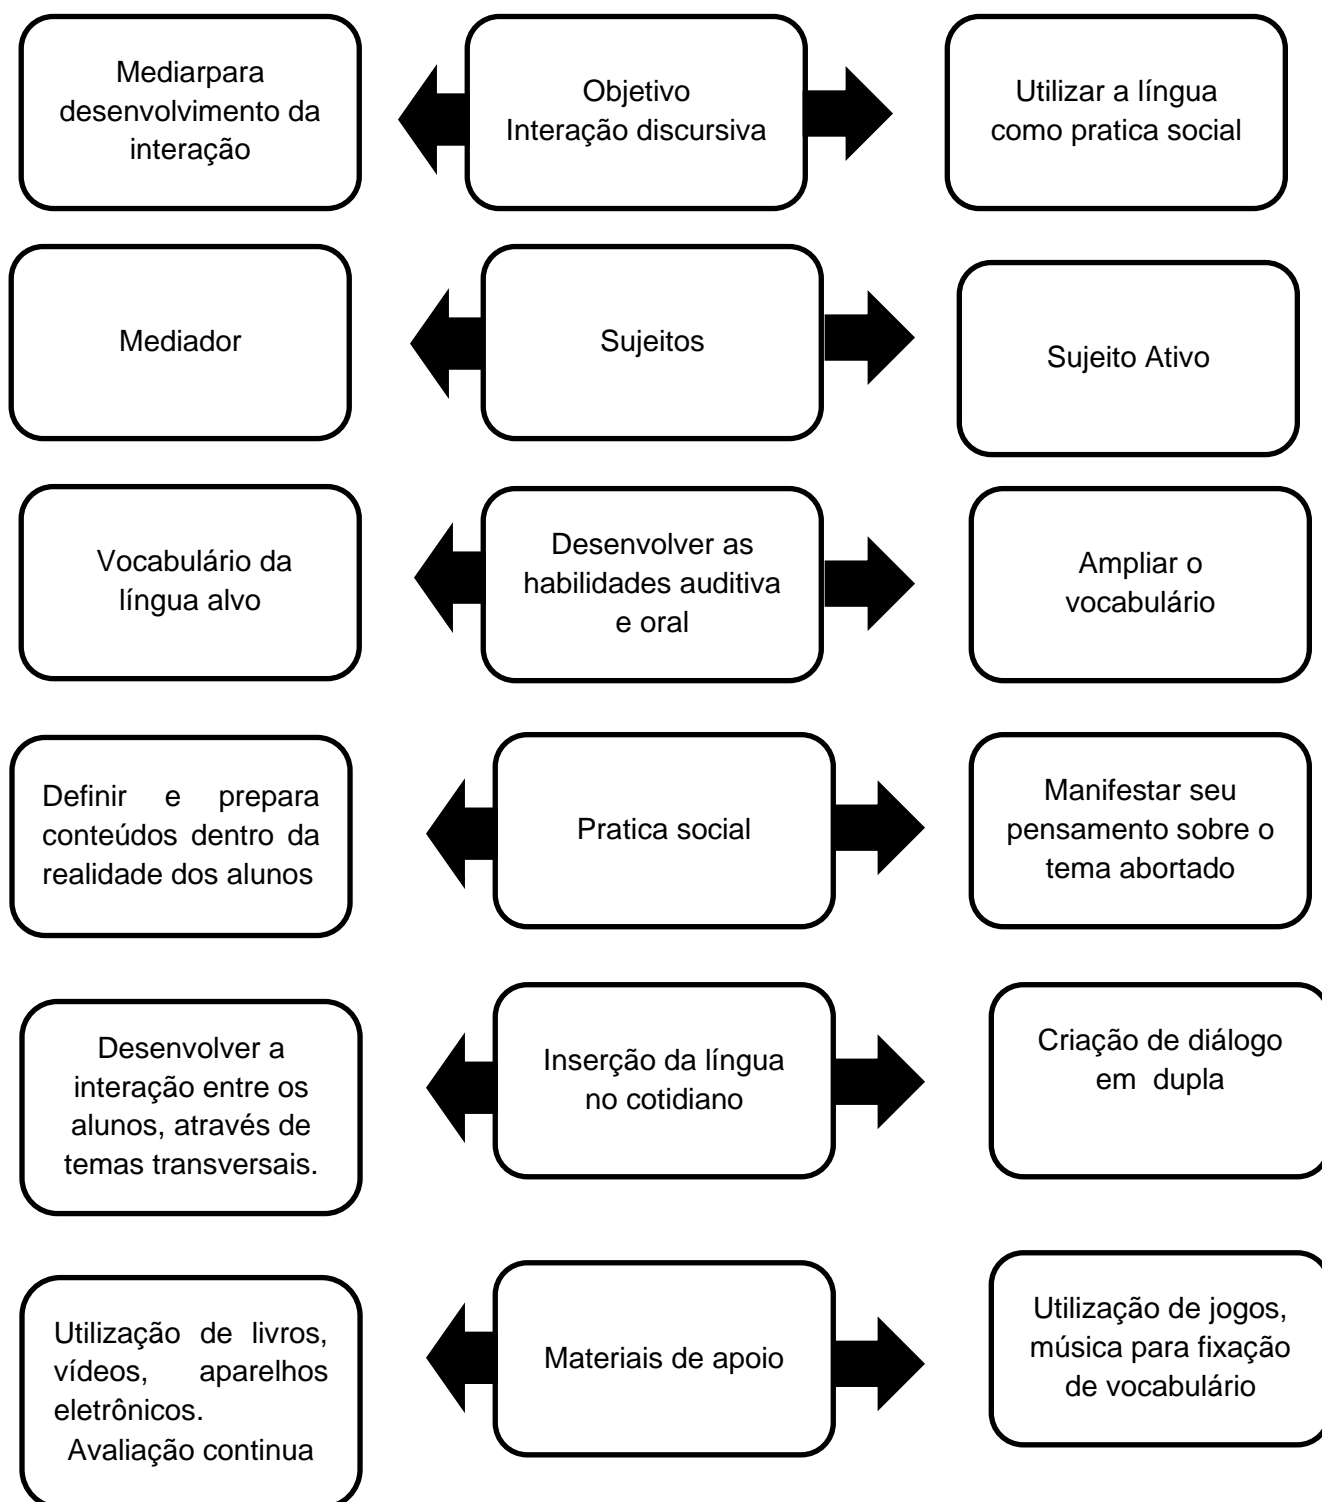 Mediarpara
desenvolvimento da
interação
Objetivo
Interação discursiva
Utilizar a língua
como pratica social
Mediador
Sujeitos
Sujeito Ativo
Vocabulário da
língua alvo
Desenvolver as
habilidades auditiva
e oral
Ampliar o
vocabulário
Definir e prepara
conteúdos dentro da
realidade dos alunos
Pratica social
Manifestar seu
pensamento sobre o
tema abortado
Desenvolver a
interação entre os
alunos, através de
temas transversais.
Inserção da língua
no cotidiano
Criação de diálogo
em dupla
Utilização de livros,
vídeos, aparelhos
eletrônicos.
Avaliação continua
Materiais de apoio
Utilização de jogos,
música para fixação
de vocabulário